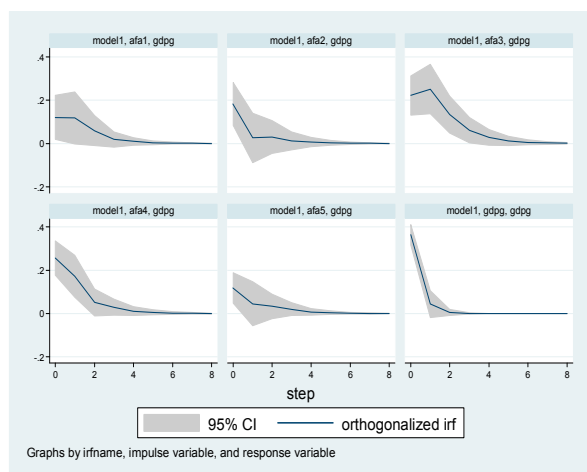 model1, afa1, gdpg
model1, afa2, gdpg
model1, afa3, gdpg
.4
.2
0
-.2
model1, afa4, gdpg
model1, afa5, gdpg
model1, gdpg, gdpg
.4
.2
0
-.2
0 2 4 6 8
0 2 4 6 8
0 2 4 6 8
step
95% CI
orthogonalized irf
Graphs by irfname, impulse variable, and response variable